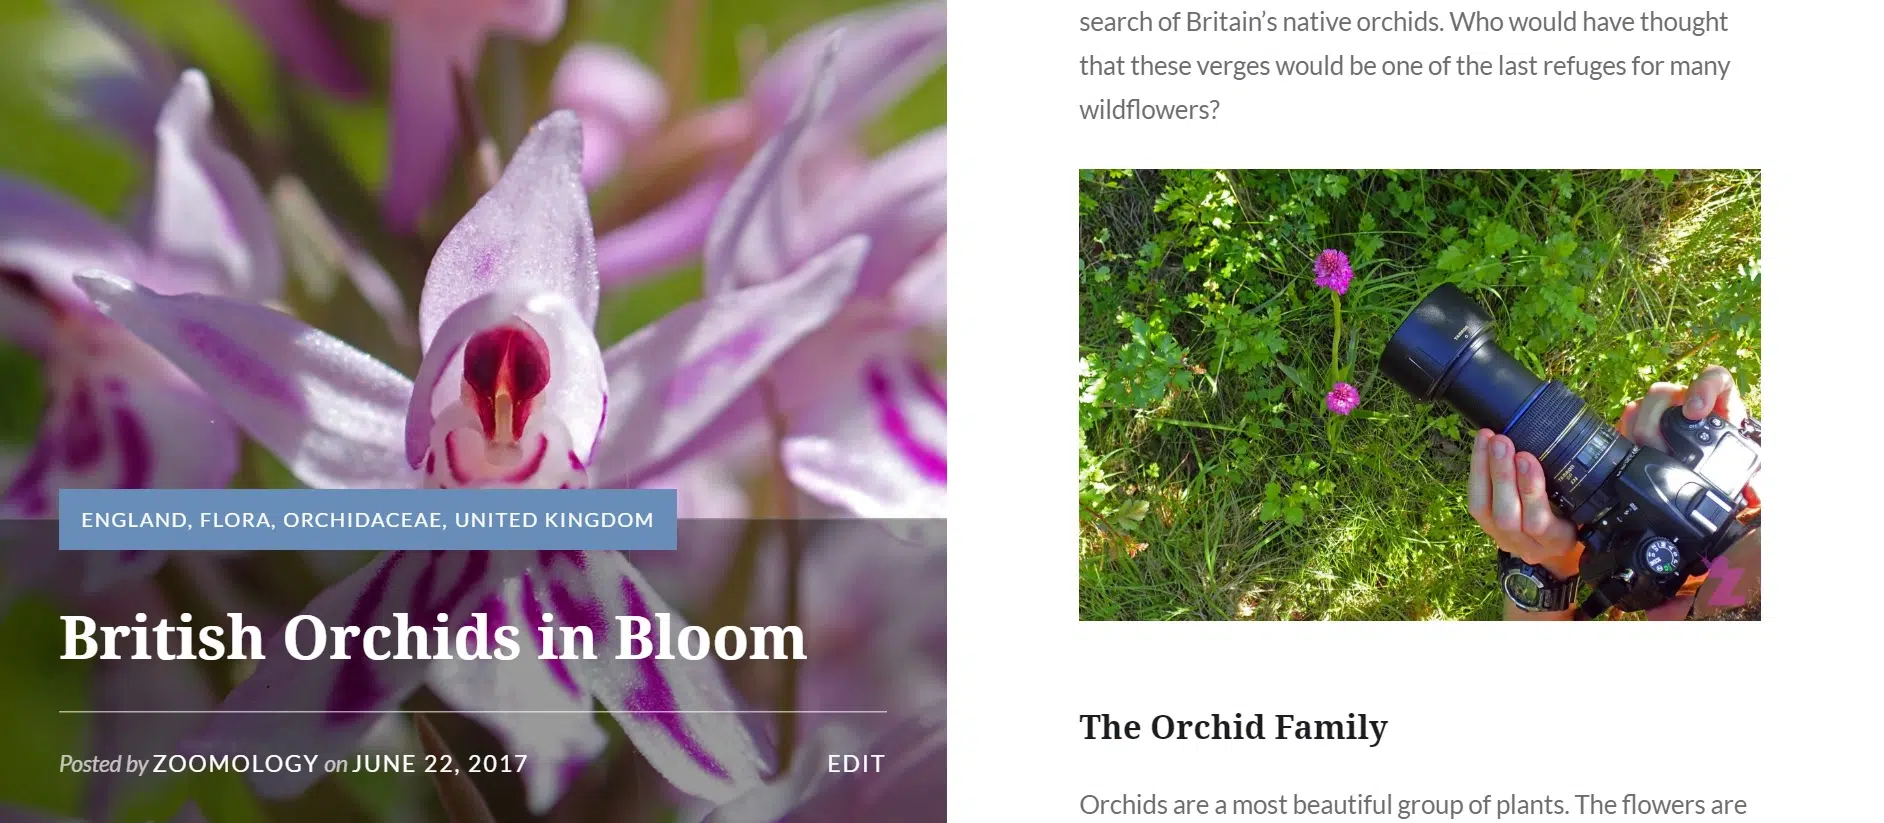 ENGLAND, FLORA, ORCHIDACEAE, UNITED KINGDOM
British Orchids in Bloom
Posted by ZOOMOLOGY on JUNE 22, 2017
EDIT
search of Britain’s native orchids. Who would have thought
that these verges would be one of the last refuges for many
wildflowers?
The Orchid Family
Orchids are a most beautiful group of plants. The flowers are